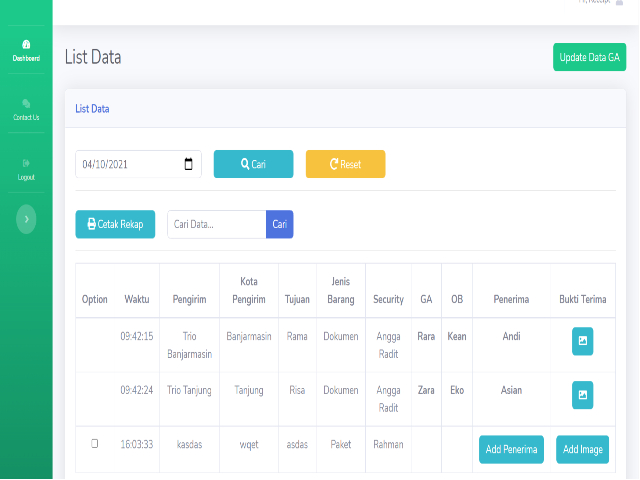 Dashboard
Contact Us
Logout
List Data
Update Data GA
List Data
04/10/2021
Cari
Reset
Cetak Rekap
Cari Data...
Cari
Option Waktu Pengirim Kota Pengirim Tujuan Jenis Barang Security GA OB Penerima Bukti Terima
09:42:15 Trio Banjarmasin Banjarmasin Rama Dokumen Angga Radit Rara Kean Andi
09:42:24 Trio Tanjung Tanjung Risa Dokumen Angga Radit Zara Eko Asian
16:03:33 kasdas wqet asdas Paket Rahman Add Penerima Add Image